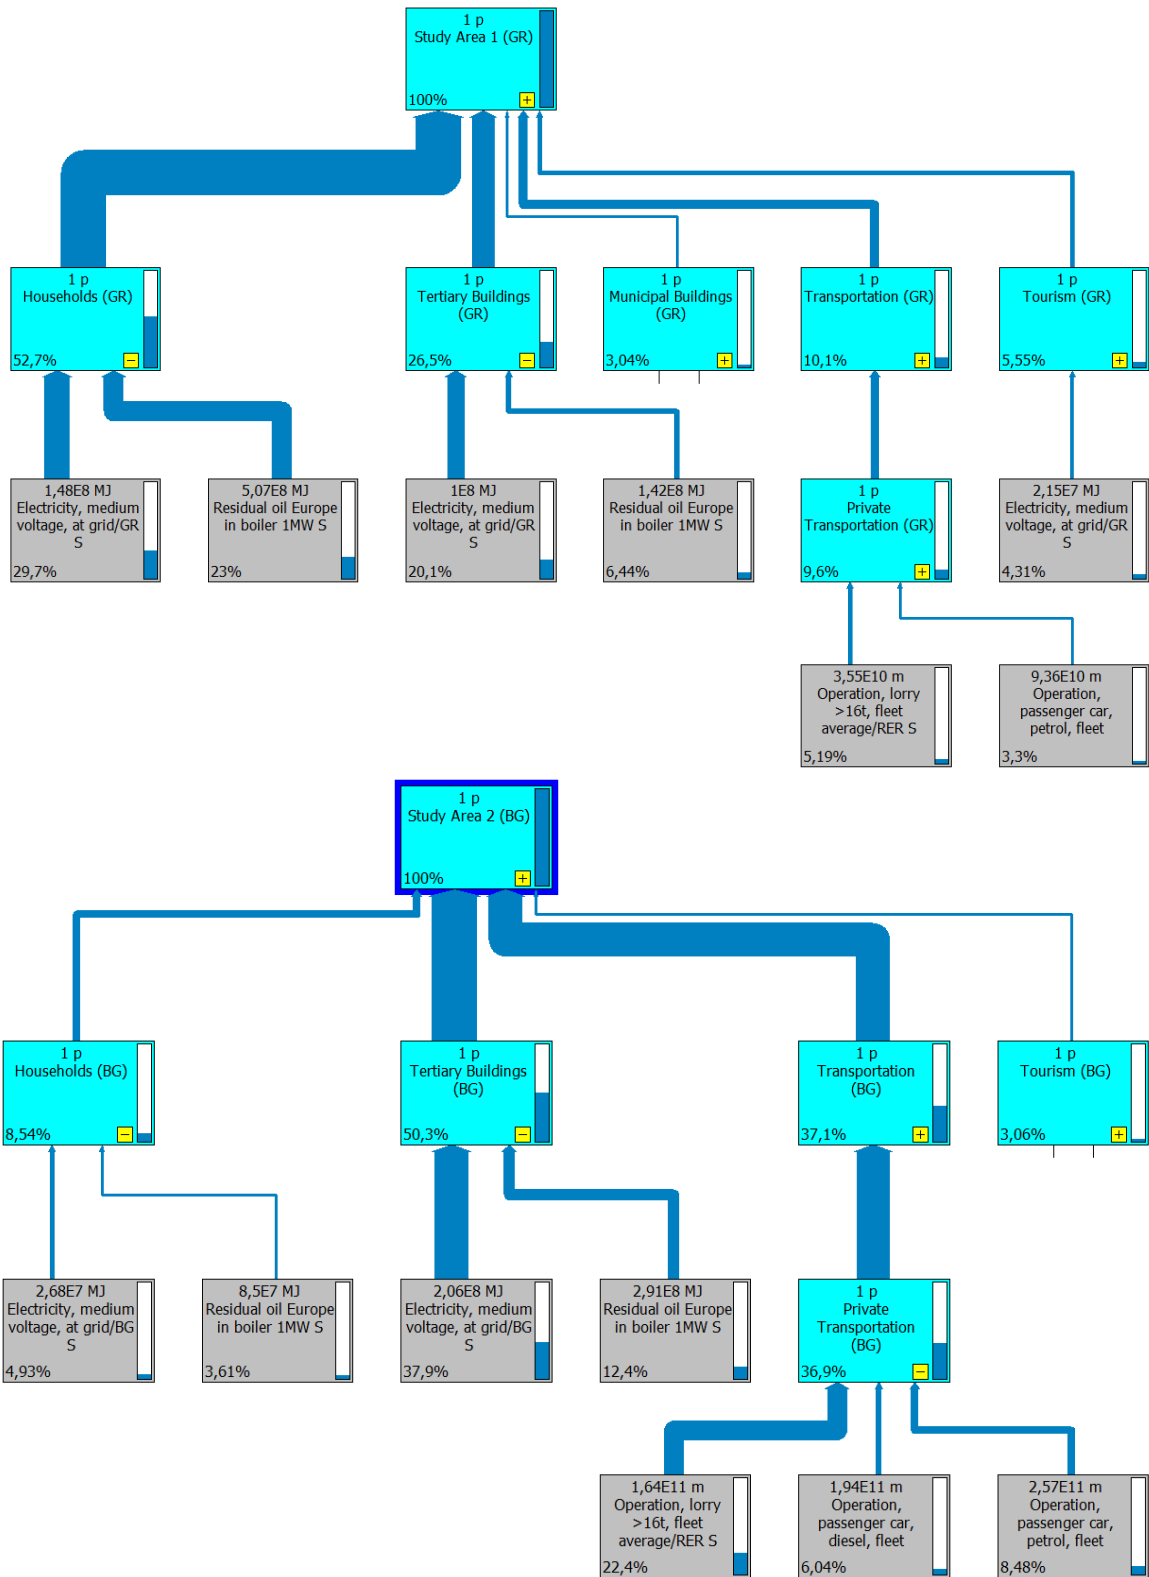 1 p
Study Area 1 (GR)
100%
+
1 p
Households (GR)
52,7%
−
1 p
Tertiary Buildings
(GR)
26,5%
−
1 p
Municipal Buildings
(GR)
3,04%
+
1 p
Transportation (GR)
10,1%
+
1 p
Tourism (GR)
5,55%
+
1,48E8 MJ
Electricity, medium
voltage, at grid/GR
S
29,7%
5,07E8 MJ
Residual oil Europe
in boiler 1MW S
23%
1E8 MJ
Electricity, medium
voltage, at grid/GR
S
20,1%
1,42E8 MJ
Residual oil Europe
in boiler 1MW S
6,44%
1 p
Private
Transportation (GR)
9,6%
+
2,15E7 MJ
Electricity, medium
voltage, at grid/GR
S
4,31%
3,55E10 m
Operation, lorry
>16t, fleet
average/RER S
5,19%
9,36E10 m
Operation,
passenger car,
petrol, fleet
3,3%
1 p
Study Area 2 (BG)
100%
+
1 p
Households (BG)
8,54%
−
1 p
Tertiary Buildings
(BG)
50,3%
−
1 p
Transportation
(BG)
37,1%
+
1 p
Tourism (BG)
3,06%
+
2,68E7 MJ
Electricity, medium
voltage, at grid/BG
S
4,93%
8,5E7 MJ
Residual oil Europe
in boiler 1MW S
3,61%
2,06E8 MJ
Electricity, medium
voltage, at grid/BG
S
37,9%
2,91E8 MJ
Residual oil Europe
in boiler 1MW S
12,4%
1 p
Private
Transportation
(BG)
36,9%
−
1,64E11 m
Operation, lorry
>16t, fleet
average/RER S
22,4%
1,94E11 m
Operation,
passenger car,
diesel, fleet
6,04%
2,57E11 m
Operation,
passenger car,
petrol, fleet
8,48%